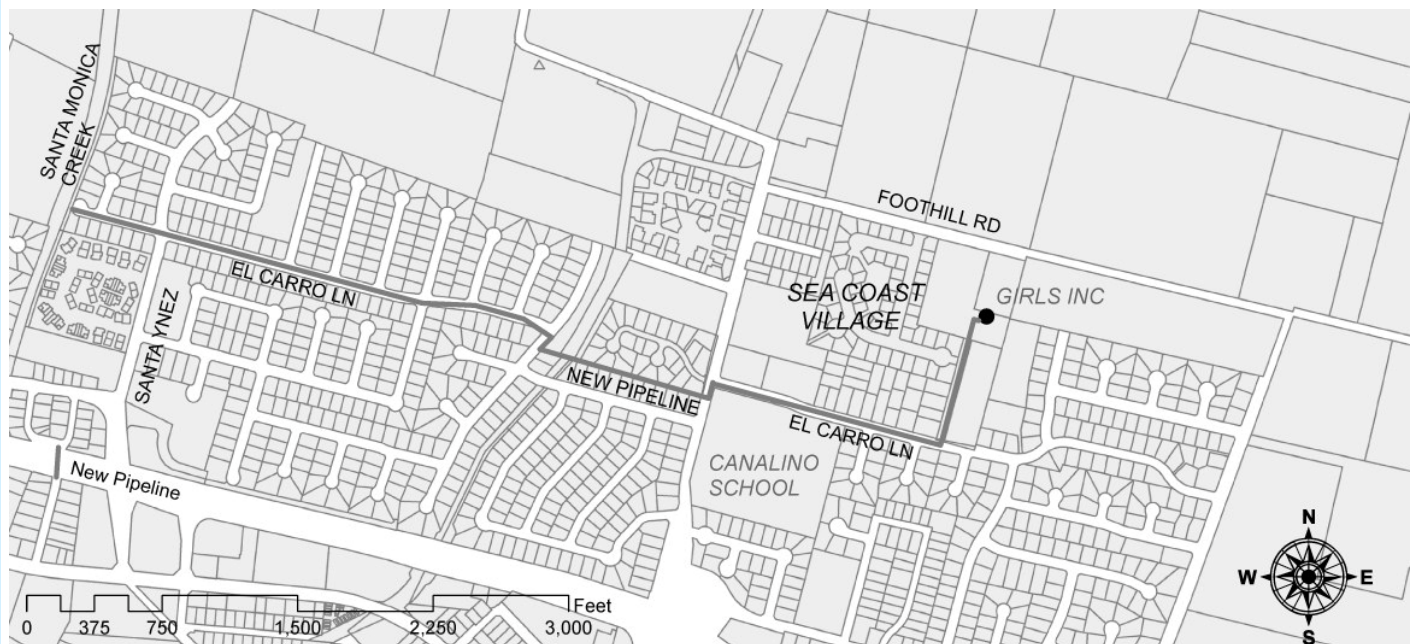 SANTA MONICA
CREEK
FOOTHILL RD
EL CARRO LN
SEA COAST
VILLAGE
GIRLS INC
SANTA YNEZ
NEW PIPELINE
EL CARRO LN
CANALINO
SCHOOL
New Pipeline
N
W E
S
Feet
0 375 750 1,500 2,250 3,000